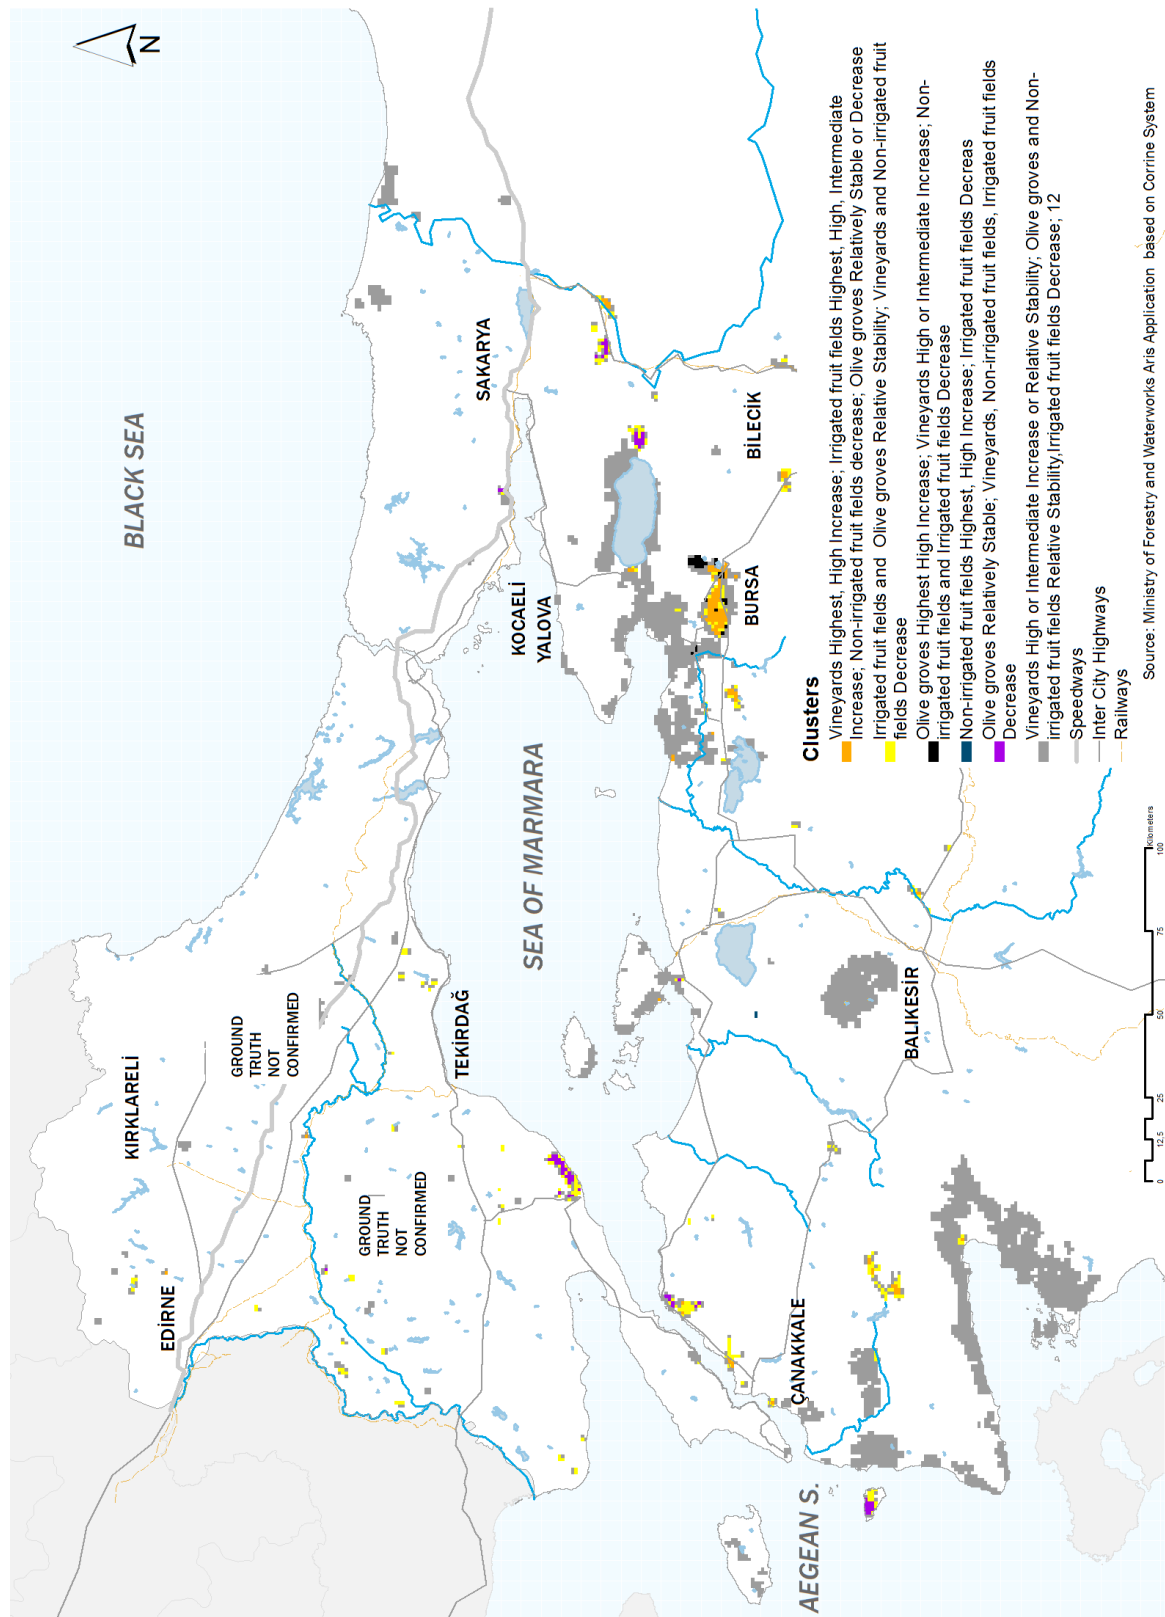 N
BLACK SEA
KIRKLARELİ
EDİRNE
GROUND
TRUTH
NOT
CONFIRMED
GROUND
TRUTH
NOT
CONFIRMED
TEKİRDAĞ
SAKARYA
KOCAELİ
YALOVA
SEA OF MARMARA
BİLECİK
BURSA
BALIKESİR
ÇANAKKALE
AEGEAN S.
Clusters
Vineyards Highest, High Increase; Irrigated fruit fields Highest, High, Intermediate
Increase; Non-irrigated fruit fields decrease; Olive groves Relatively Stable or Decrease
Irrigated fruit fields and Olive groves Relative Stability; Vineyards and Non-irrigated fruit
fields Decrease
Olive groves Highest High Increase; Vineyards High or Intermediate Increase; Non-
irrigated fruit fields and Irrigated fruit fields Decrease
Non-irrigated fruit fields Highest, High Increase; Irrigated fruit fields Decreas
Olive groves Relatively Stable; Vineyards, Non-irrigated fruit fields, Irrigated fruit fields
Decrease
Vineyards High or Intermediate Increase or Relative Stability; Olive groves and Non-
irrigated fruit fields Relative Stability,Irrigated fruit fields Decrease; 12
Speedways
Inter City Highways
Railways
0 12,5 25 50 75 100
Kilometers
Source: Ministry of Forestry and Waterworks Aris Application based on Corrine System